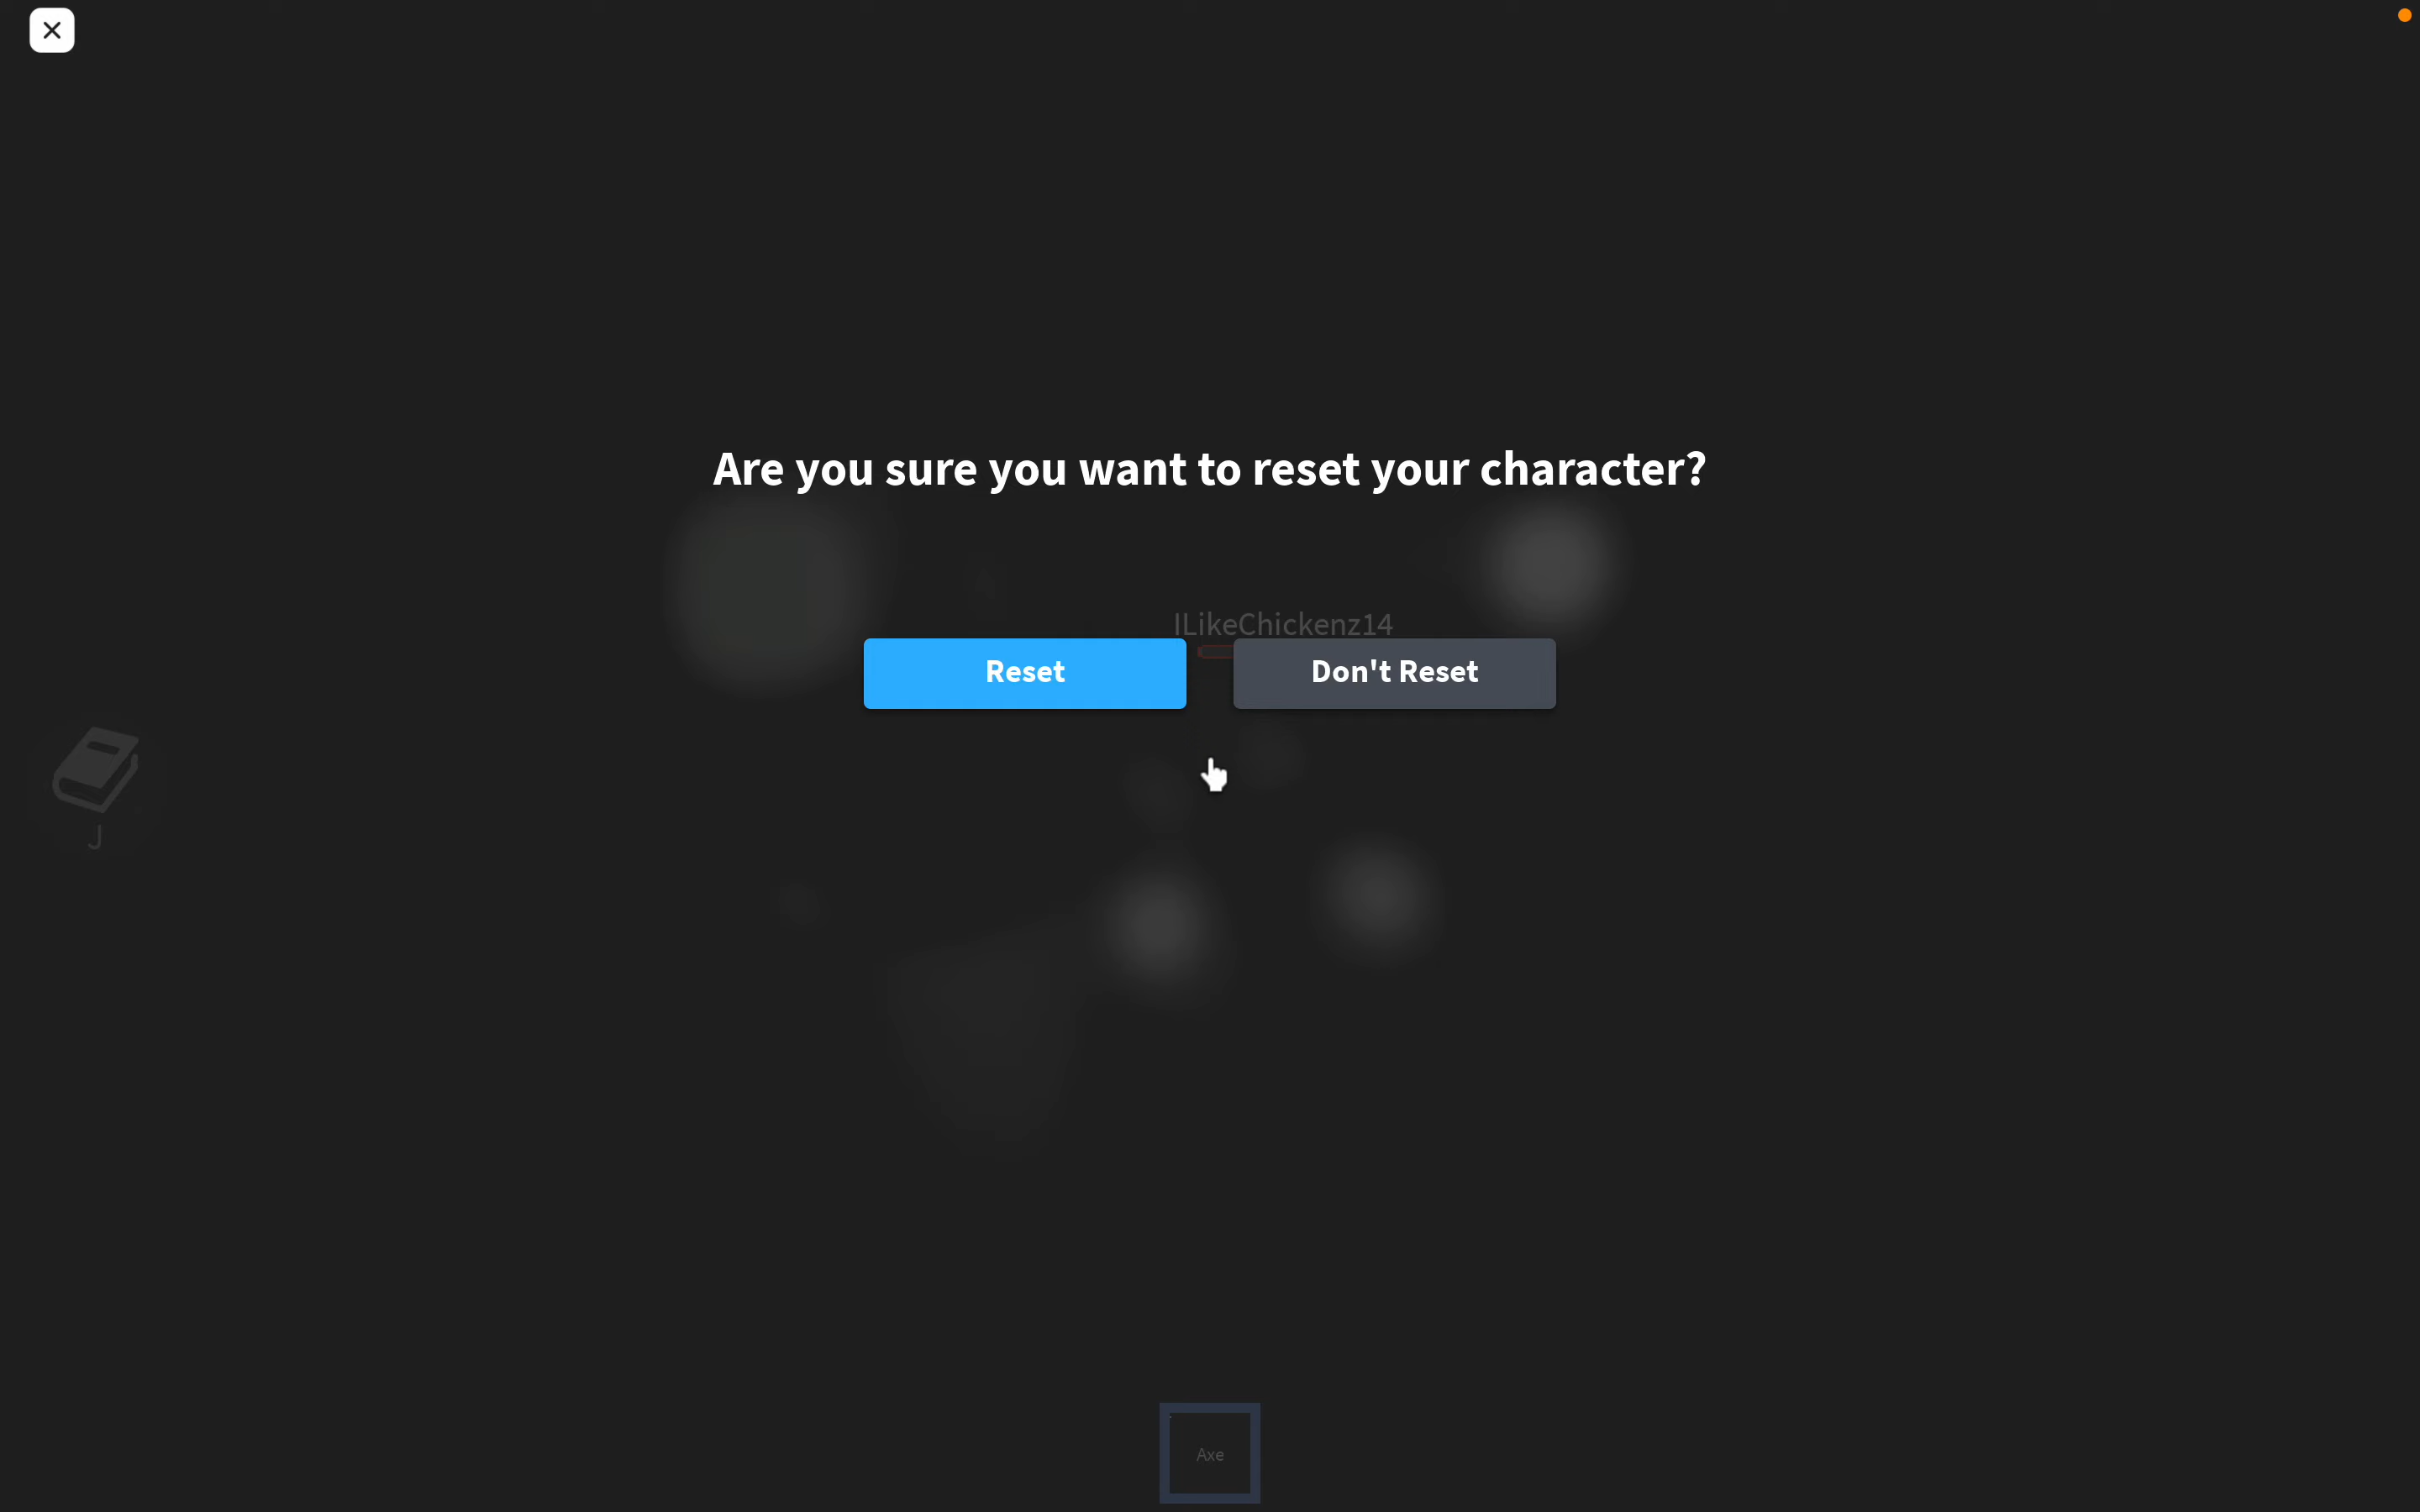 Are you sure you want to reset your character?
ILikeChickenz14
Reset
Don't Reset
J
Axe